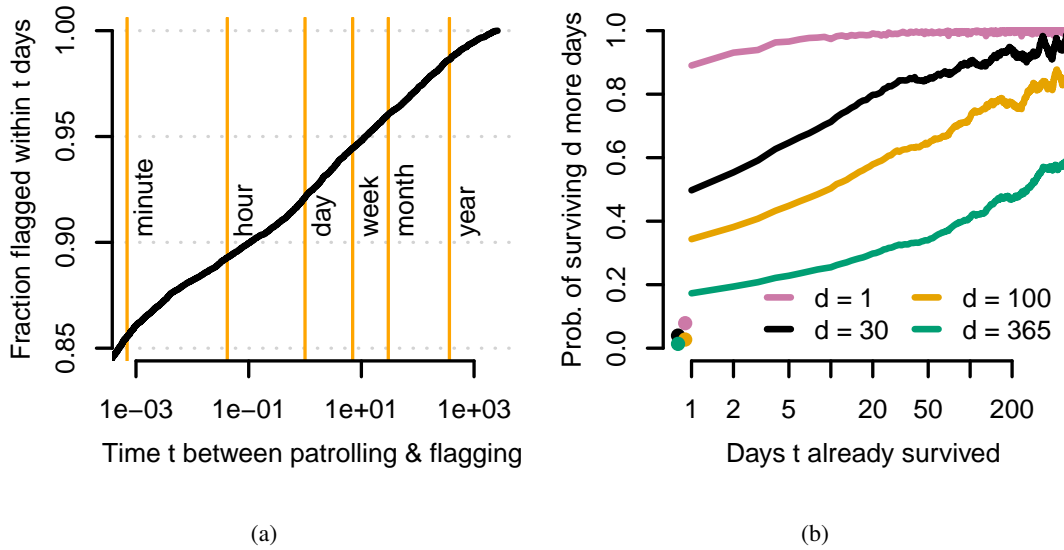 Fraction flagged within t days
1.00
0.95
0.90
0.85
minute
hour
day
week
month
year
1e−03 1e−01 1e+01 1e+03
Time t between patrolling & flagging
(a)
Prob. of surviving d more days
1.0
0.8
0.6
0.4
0.2
0.0
d = 1 d = 100
d = 30 d = 365
1 2 5 20 50 200
Days t already survived
(b)